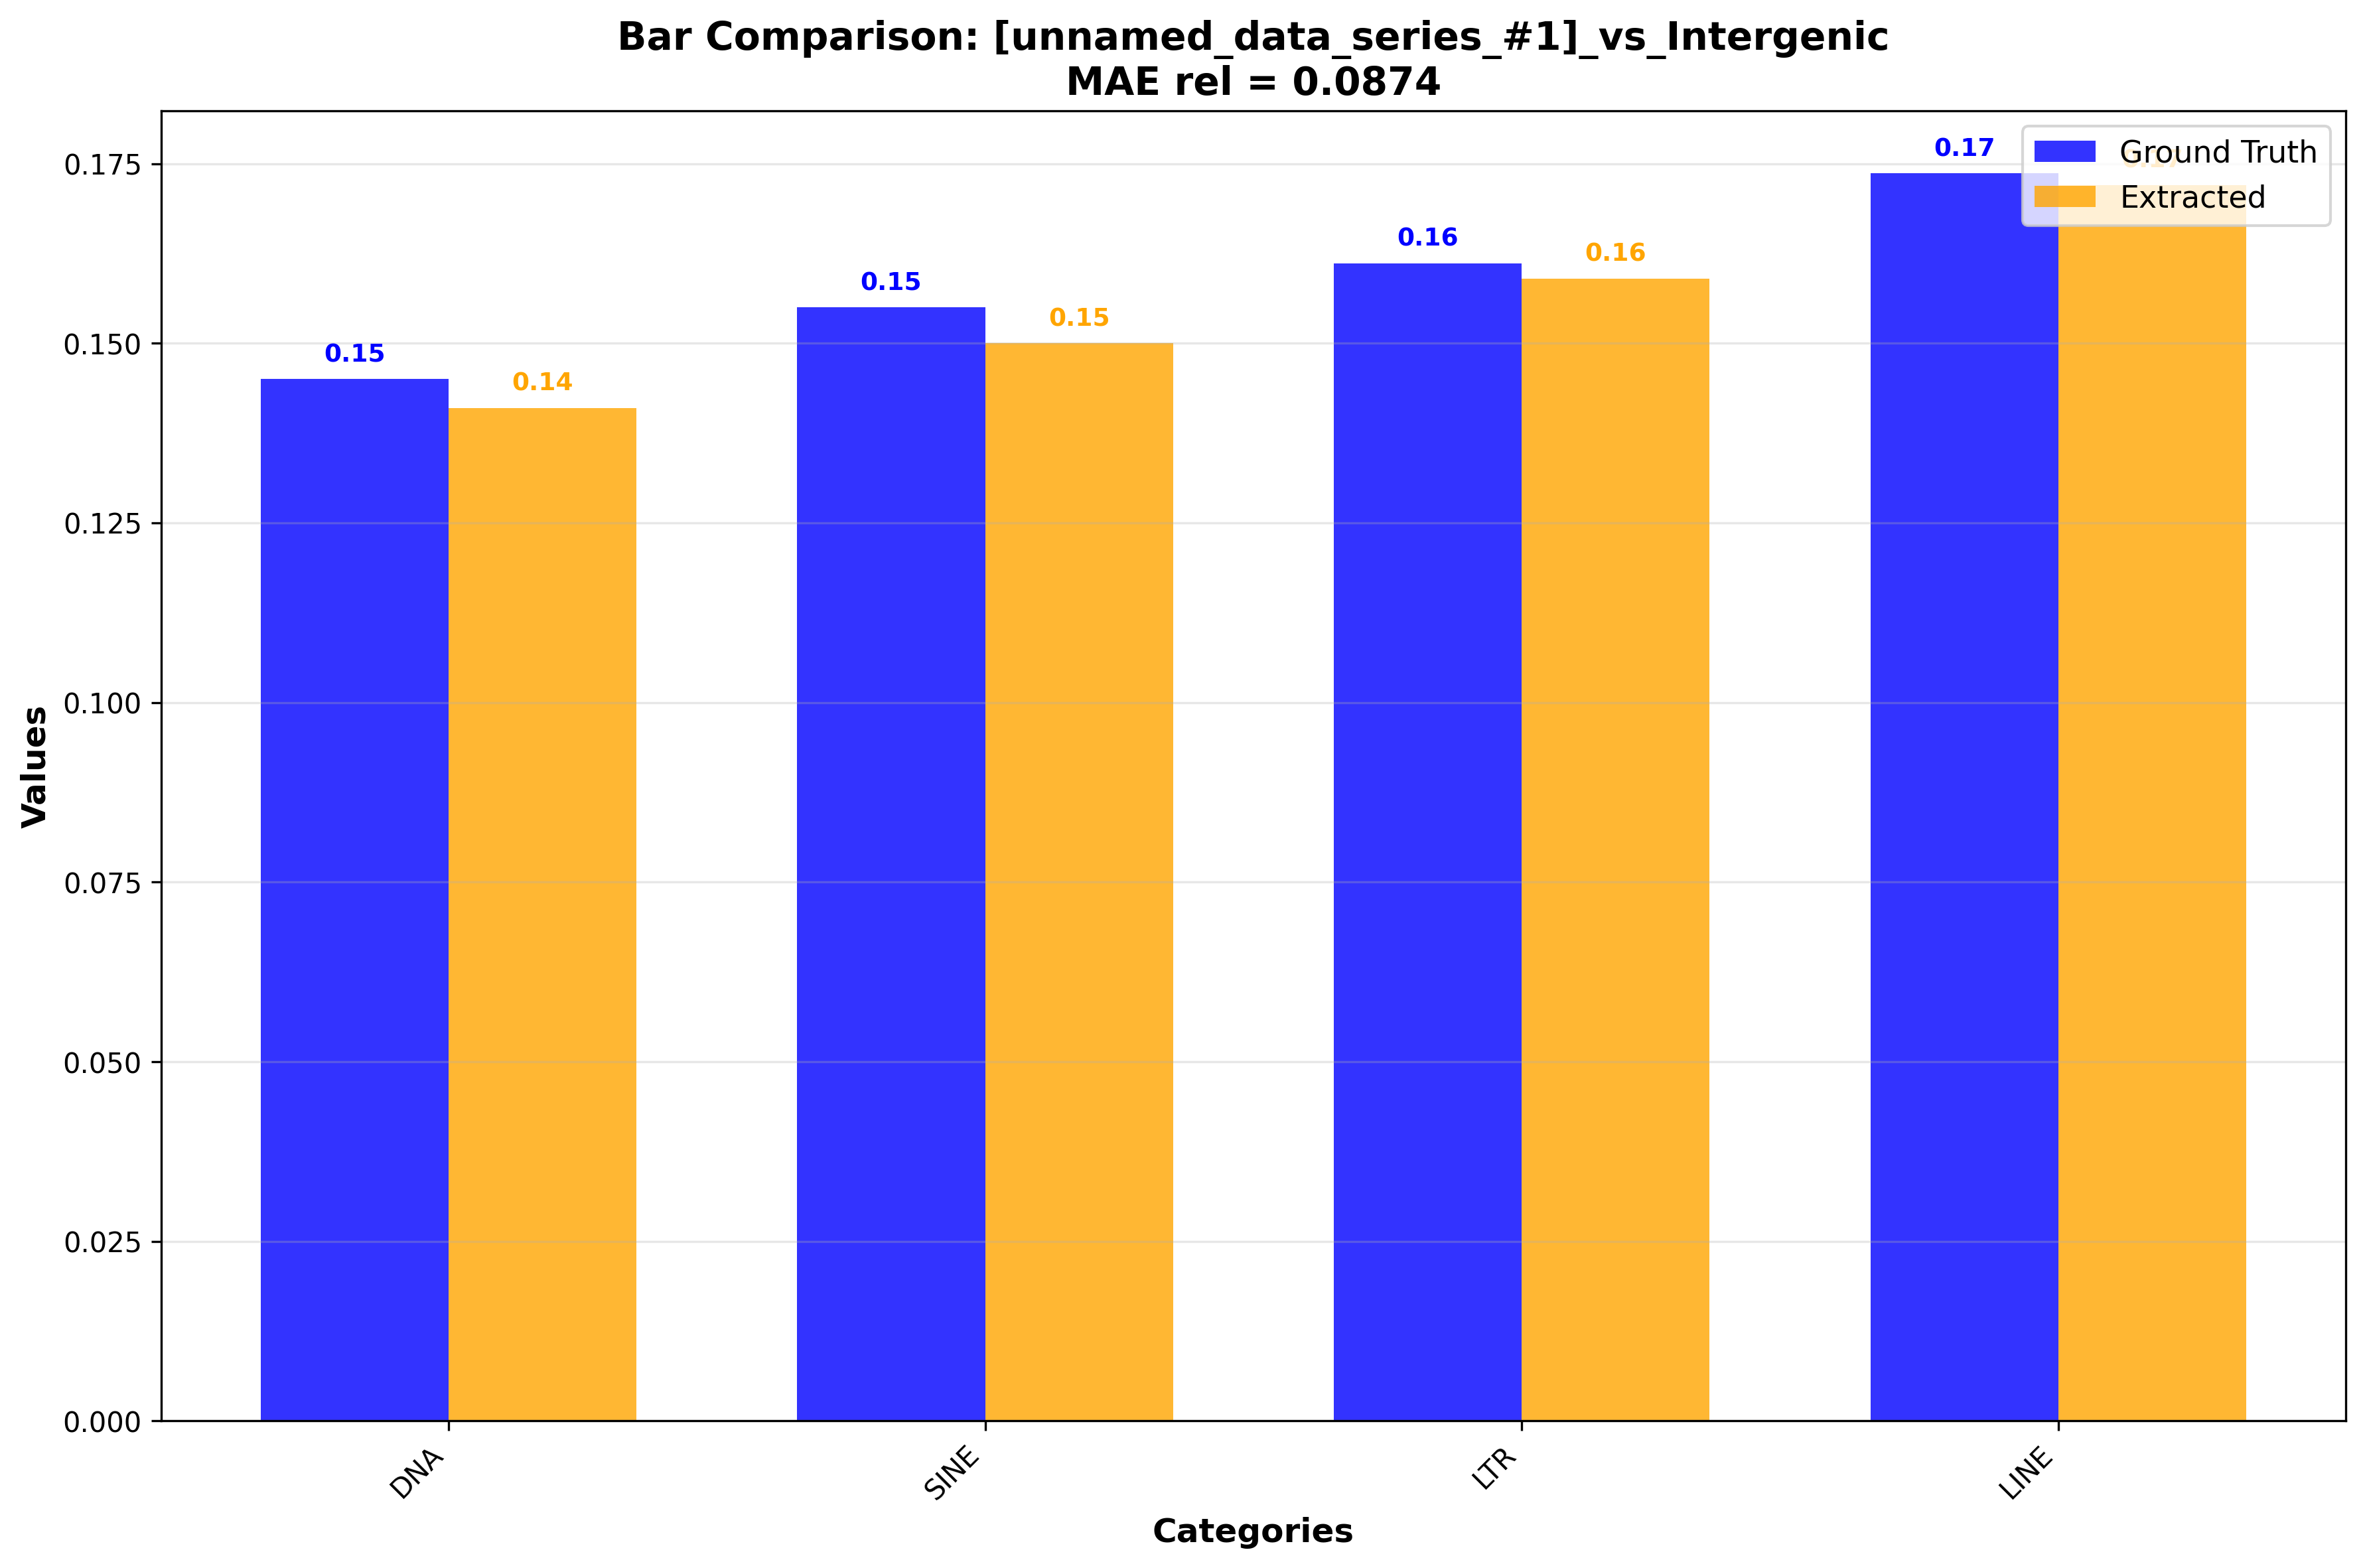 Bar Comparison: [unnamed_data_series_#1]_vs_Intergenic
MAE rel = 0.0874
Ground Truth
Extracted
0.15
0.14
0.15
0.15
0.16
0.16
0.17
0.175
0.150
0.125
0.100
0.075
0.050
0.025
0.000
Values
DNA
SINE
LTR
LINE
Categories